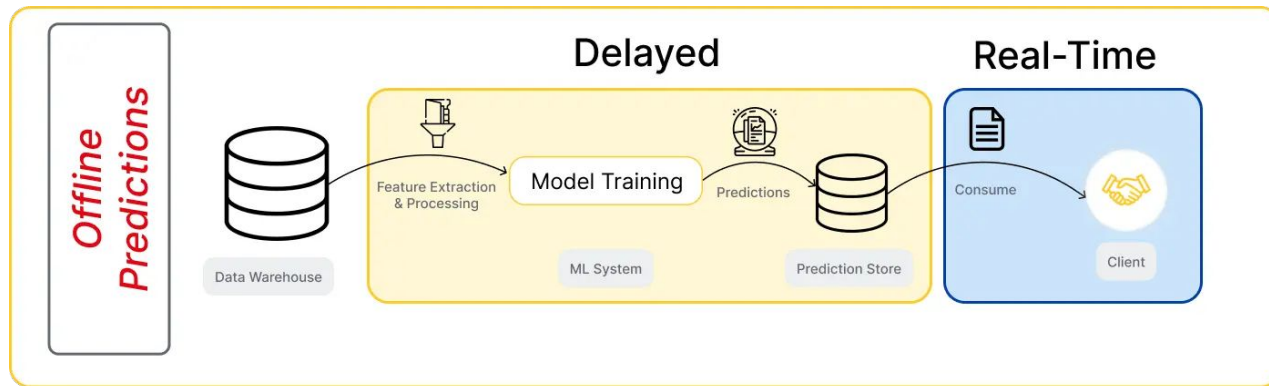 Offline
Predictions
Delayed
Real-Time
Feature Extraction
& Processing
Model Training
Predictions
Consume
Data Warehouse
ML System
Prediction Store
Client